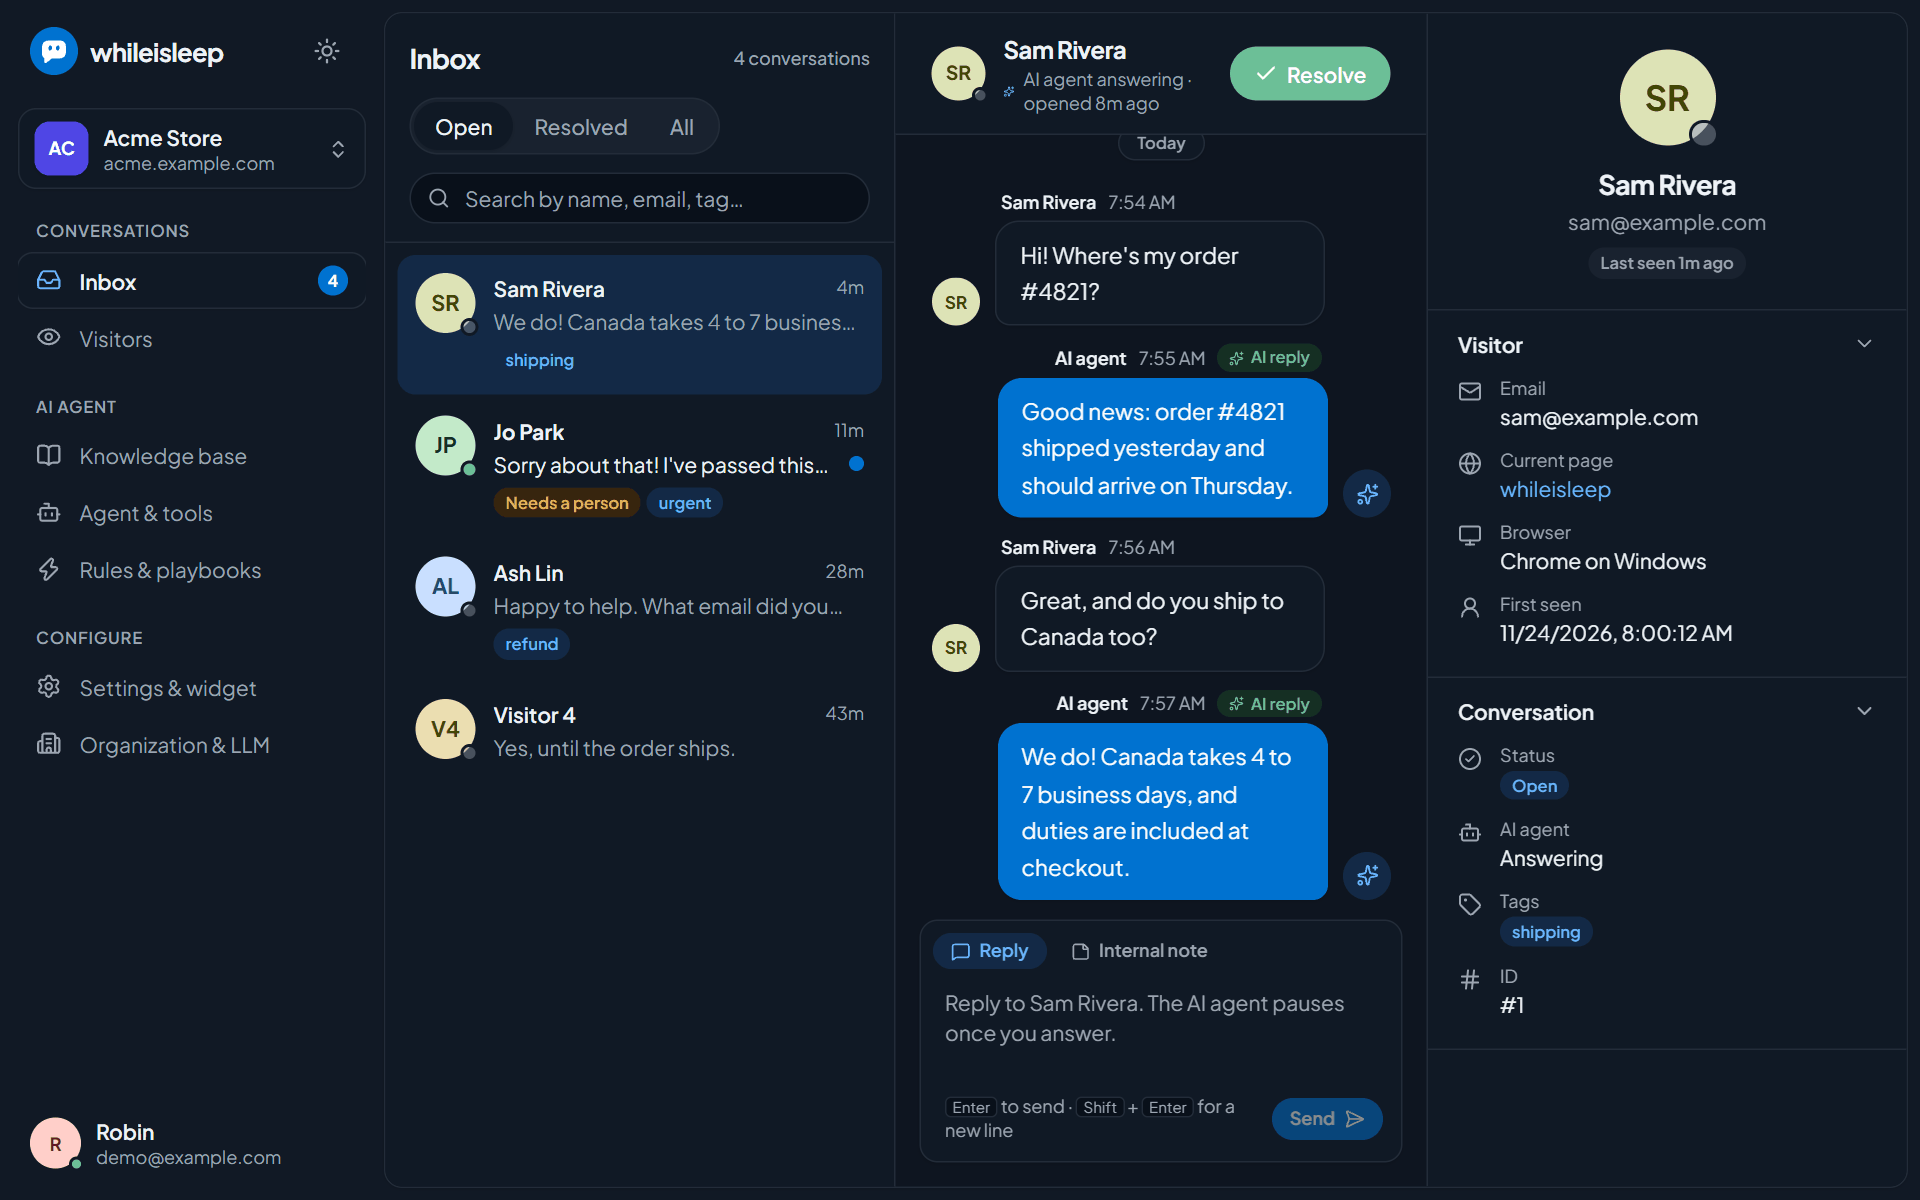 whileisleep
AC
Acme Store
acme.example.com
CONVERSATIONS
Inbox
4
Visitors
AI AGENT
Knowledge base
Agent & tools
Rules & playbooks
CONFIGURE
Settings & widget
Organization & LLM
R
Robin
demo@example.com
Inbox
4 conversations
Open
Resolved
All
Search by name, email, tag...
SR
Sam Rivera
4m
We do! Canada takes 4 to 7 busines...
shipping
JP
Jo Park
11m
Sorry about that! I've passed this...
Needs a person
urgent
AL
Ash Lin
28m
Happy to help. What email did you...
refund
V4
Visitor 4
43m
Yes, until the order ships.
SR
Sam Rivera
AI agent answering ·
opened 8m ago
Resolve
Today
Sam Rivera 7:54 AM
Hi! Where's my order
#4821?
SR
AI agent 7:55 AM AI reply
Good news: order #4821
shipped yesterday and
should arrive on Thursday.
Sam Rivera 7:56 AM
Great, and do you ship to
Canada too?
SR
AI agent 7:57 AM AI reply
We do! Canada takes 4 to
7 business days, and
duties are included at
checkout.
Reply
Internal note
Reply to Sam Rivera. The AI agent pauses
once you answer.
Enter to send · Shift + Enter for a
new line
Send
SR
Sam Rivera
sam@example.com
Last seen 1m ago
Visitor
Email
sam@example.com
Current page
whileisleep
Browser
Chrome on Windows
First seen
11/24/2026, 8:00:12 AM
Conversation
Status
Open
AI agent
Answering
Tags
shipping
ID
#1